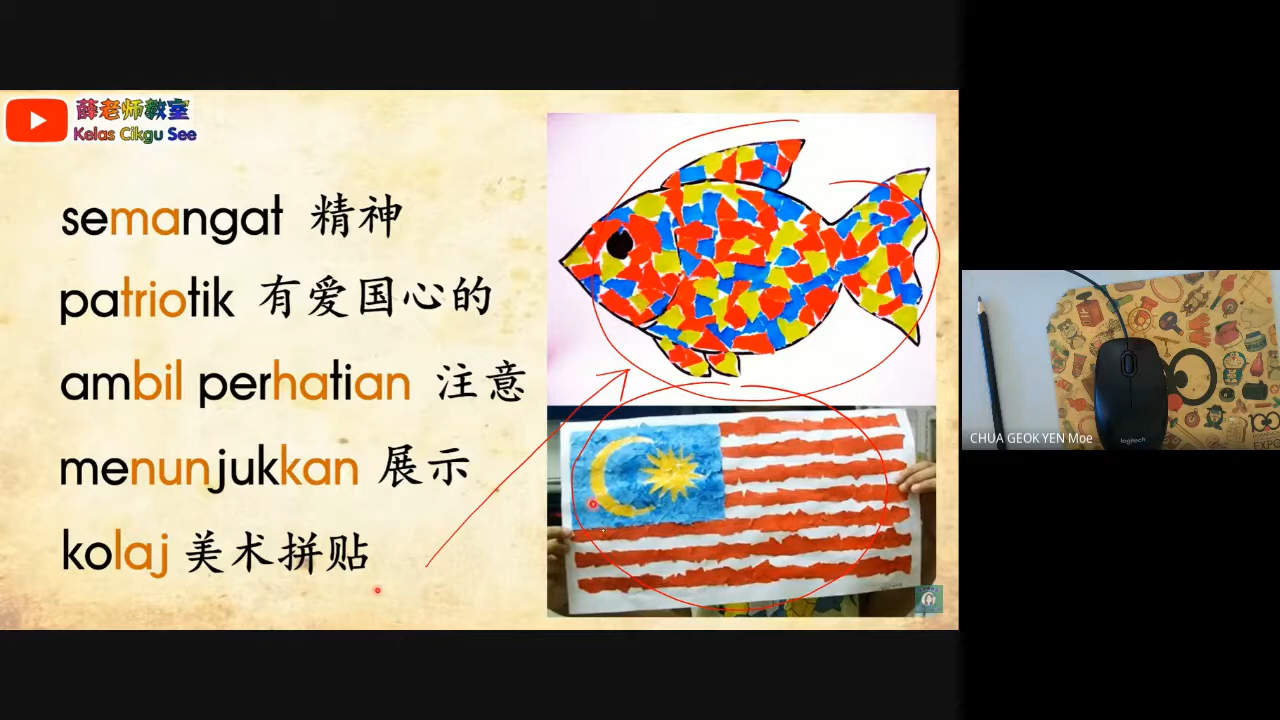 薛老师教室
Kelas Cikgu See
semangat 精神
patriotik 有爱国心的
ambil perhatian 注意
menunjukkan 展示
kolaj 美术拼贴
CHUA GEOK YEN Moe
logitech